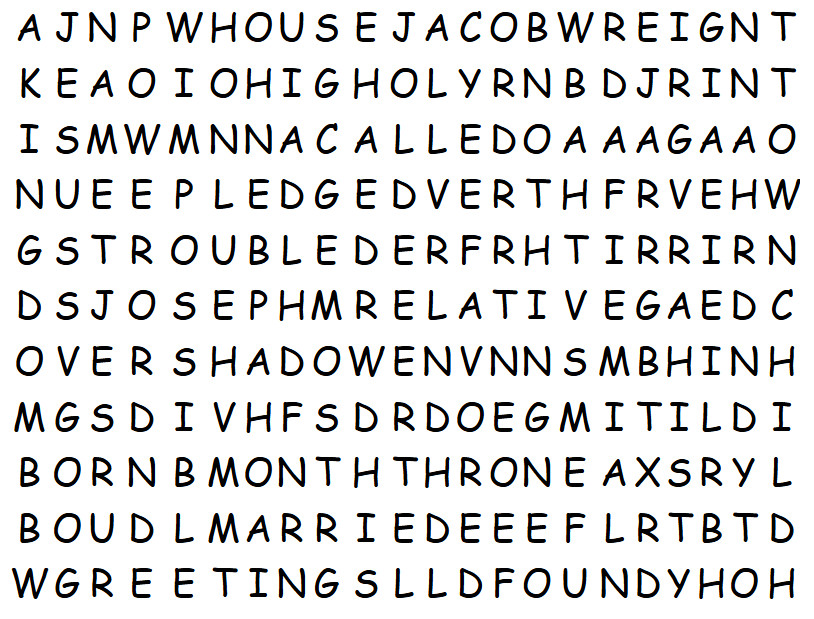 A J N P W H O U S E J A C O B W R E I G N T
K E A O I O H I G H O L Y R N B D J R I N T
I S M W M N N A C A L L E D O A A A G A A O
N U E E P L E D G E D V E R T H F R V E H W
G S T R O U B L E D E R F R H T I R R I R N
D S J O S E P H M R E L A T I V E G A E D C
O V E R S H A D O W E N V N N S M B H I N H
M G S D I V H F S D R D O E G M I T I L D I
B O R N B M O N T H T H R O N E A X S R Y L
B O U D L M A R R I E D E E E F L R T B T D
W G R E E T I N G S L L D F O U N D Y H O H